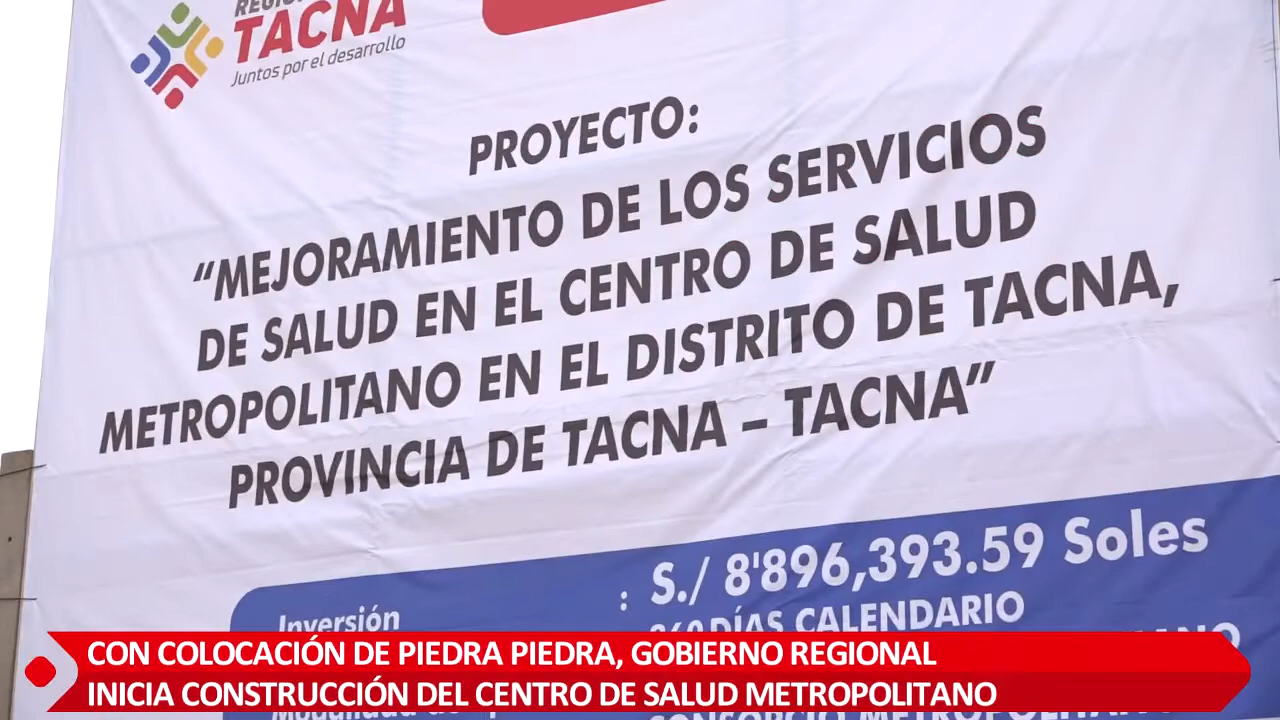 TACNA
Juntos por el desarrollo
PROYECTO:
“MEJORAMIENTO DE LOS SERVICIOS
DE SALUD EN EL CENTRO DE SALUD
METROPOLITANO EN EL DISTRITO DE TACNA,
PROVINCIA DE TACNA – TACNA”
Inversión : S./ 8'896,393.59 Soles
DÍAS CALENDARIO
CON COLOCACIÓN DE PIEDRA PIEDRA, GOBIERNO REGIONAL
INICIA CONSTRUCCIÓN DEL CENTRO DE SALUD METROPOLITANO